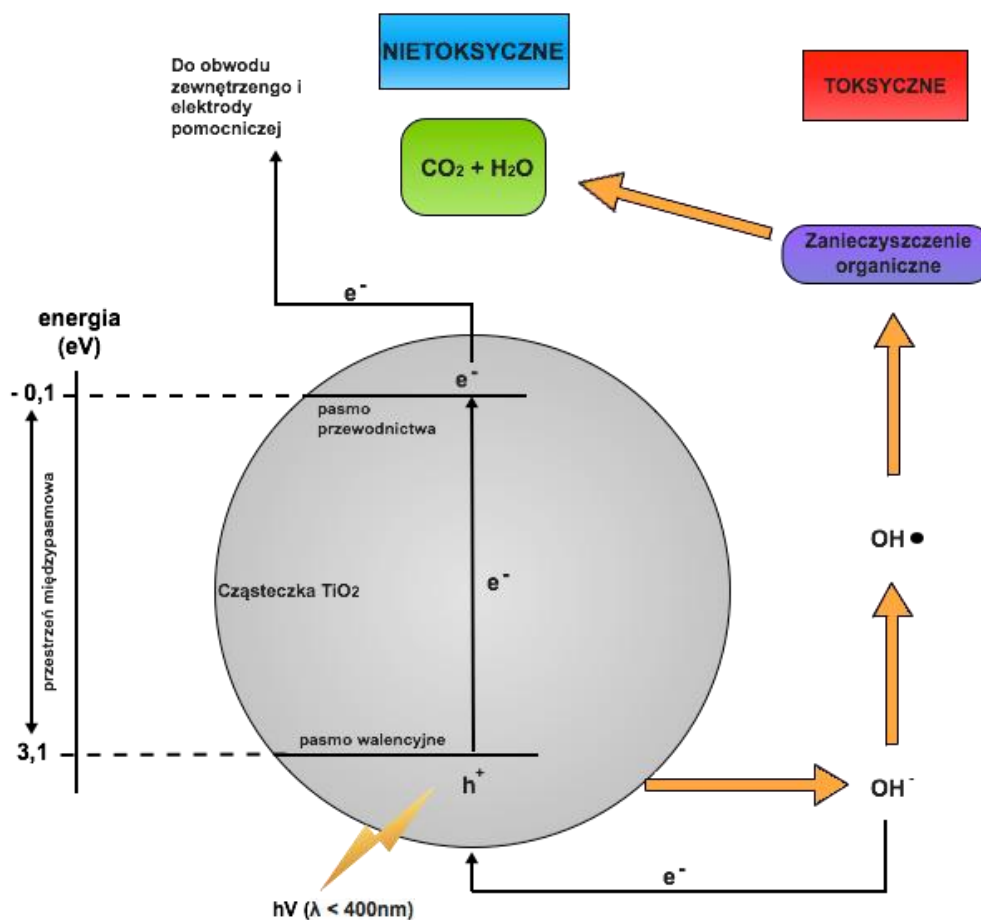 NIETOKSYCZNE
TOKSYCZNE
Do obwodu
zewnętrzengo i
elektrody
pomocniczej
CO₂ + H₂O
Zanieczyszczenie
organiczne
e⁻
energia
(eV)
- 0,1
e⁻
pasmo
przewodnictwa
przestrzeń międzypasmowa
OH•
Cząsteczka TiO₂
e⁻
pasmo walencyjne
3,1
h⁺
OH⁻
e⁻
hV (λ < 400nm)